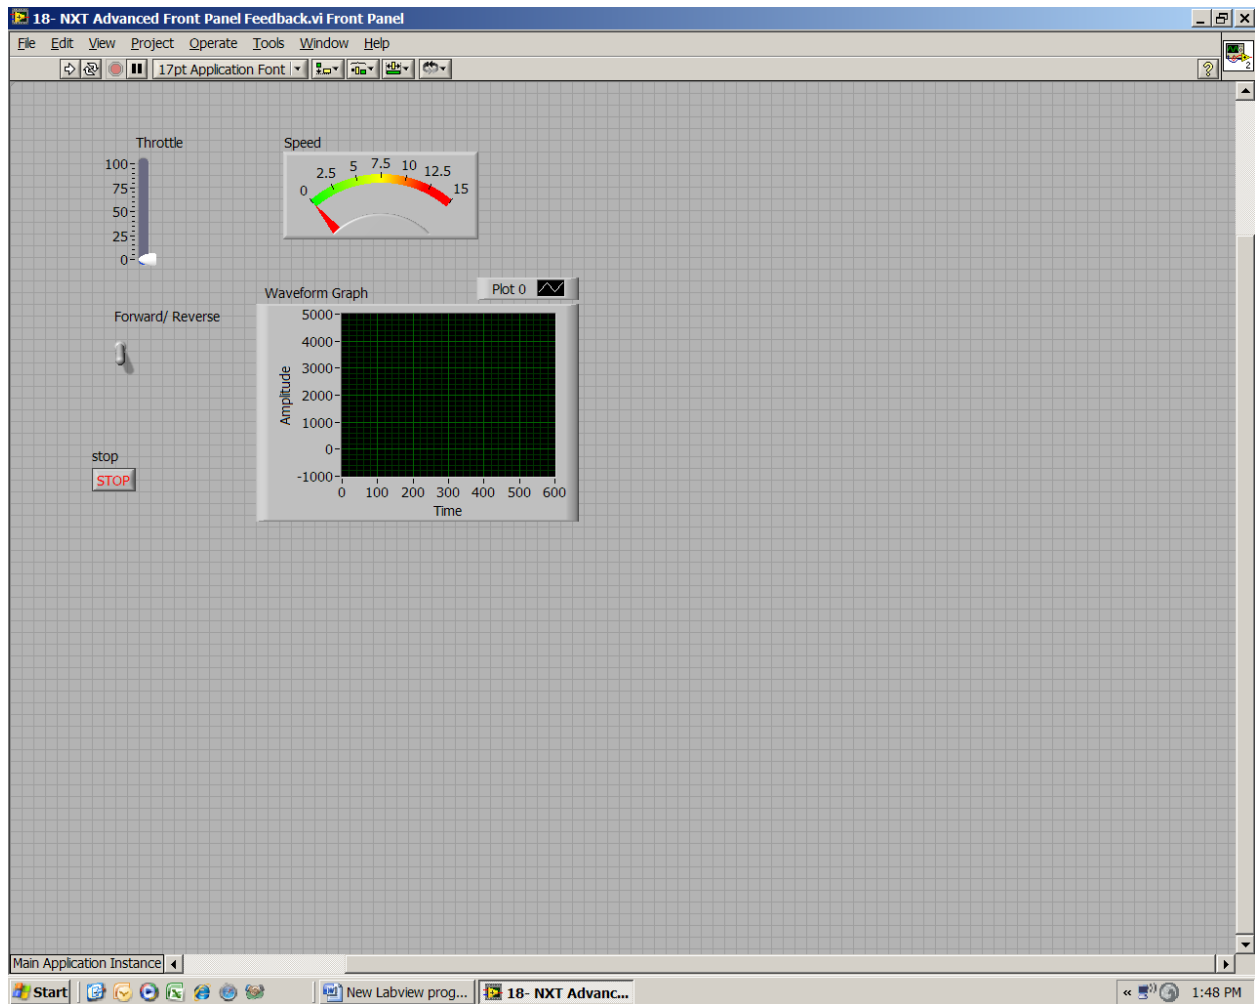 18- NXT Advanced Front Panel Feedback.vi Front Panel
File Edit View Project Operate Tools Window Help
17pt Application Font
2
Throttle
100
75
50
25
0
Speed
0 2.5 5 7.5 10 12.5 15
Forward/ Reverse
stop
STOP
Waveform Graph
Plot 0
Amplitude
5000
4000
3000
2000
1000
0
-1000
0 100 200 300 400 500 600
Time
Main Application Instance
Start
New Labview prog...
18- NXT Advanc...
1:48 PM